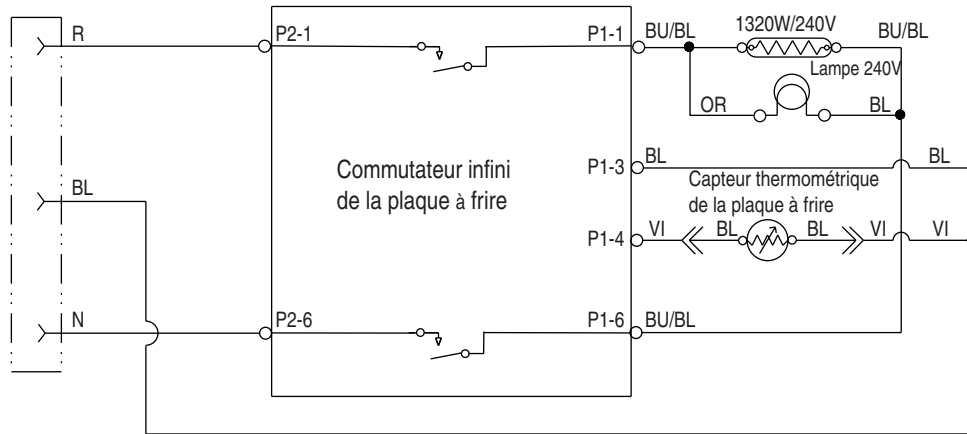 R
P2-1
P1-1
BU/BL
1320W/240V
BU/BL
Lampe 240V
OR
BL
BL
Commutateur infini
de la plaque à frire
P1-3
BL
BL
Capteur thermométrique
de la plaque à frire
P1-4
VI
BL
BL
VI
VI
N
P2-6
P1-6
BU/BL